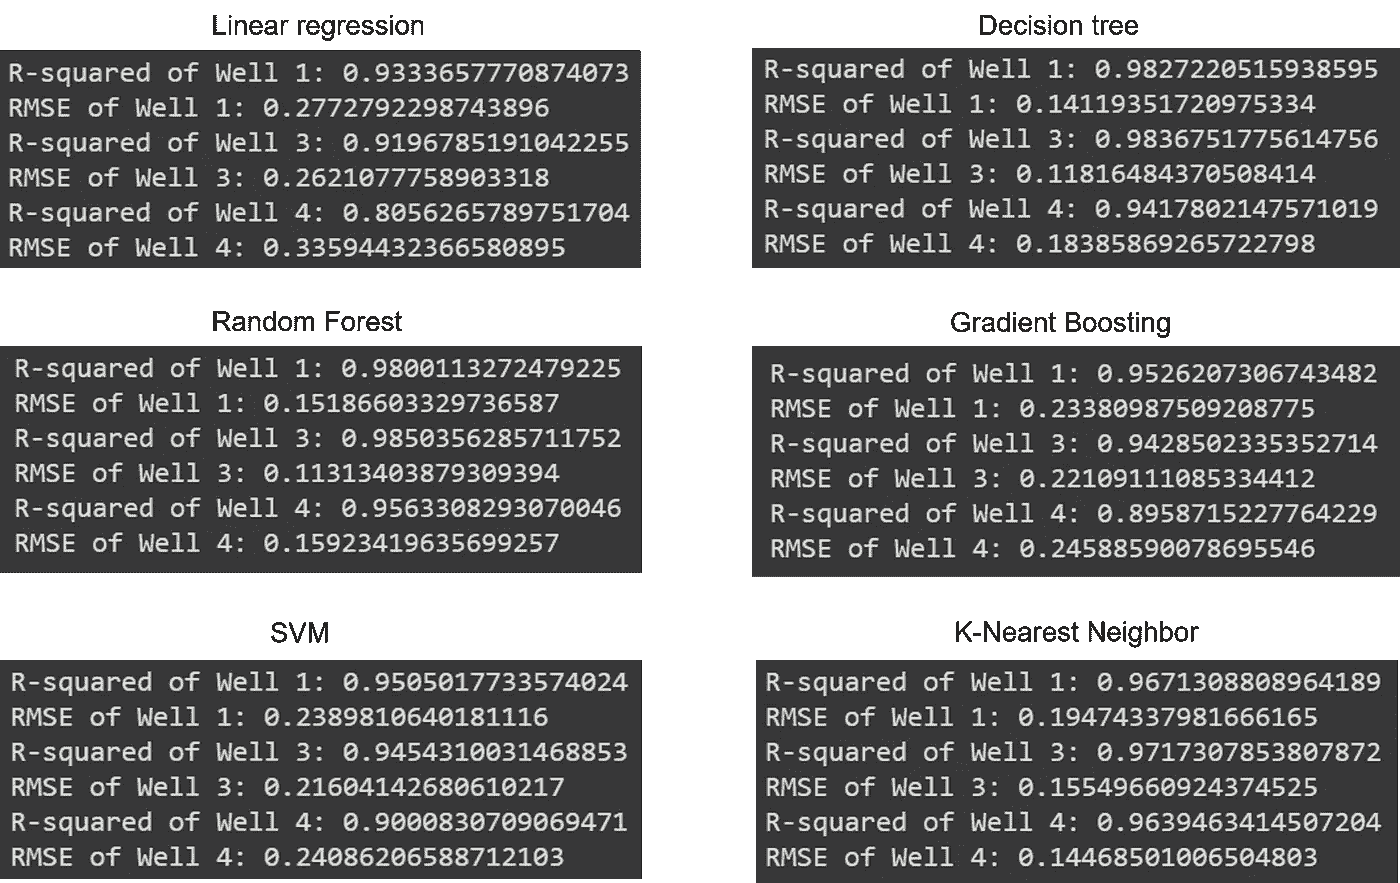 Linear regression
R-squared of Well 1: 0.9333657770874073
RMSE of Well 1: 0.2772792298743896
R-squared of Well 3: 0.9196785191042255
RMSE of Well 3: 0.2621077758903318
R-squared of Well 4: 0.8056265789751704
RMSE of Well 4: 0.33594432366580895
Decision tree
R-squared of Well 1: 0.9827220515938595
RMSE of Well 1: 0.14119351720975334
R-squared of Well 3: 0.9836751775614756
RMSE of Well 3: 0.11816484370508414
R-squared of Well 4: 0.9417802147571019
RMSE of Well 4: 0.18385869265722798
Random Forest
R-squared of Well 1: 0.9800113272479225
RMSE of Well 1: 0.15186603329736587
R-squared of Well 3: 0.9850356285711752
RMSE of Well 3: 0.11313403879309394
R-squared of Well 4: 0.9563308293070046
RMSE of Well 4: 0.15923419635699257
Gradient Boosting
R-squared of Well 1: 0.9526207306743482
RMSE of Well 1: 0.23380987509208775
R-squared of Well 3: 0.9428502335352714
RMSE of Well 3: 0.22109111085334412
R-squared of Well 4: 0.8958715227764229
RMSE of Well 4: 0.24588590078695546
SVM
R-squared of Well 1: 0.9505017733574024
RMSE of Well 1: 0.2389810640181116
R-squared of Well 3: 0.9454310031468853
RMSE of Well 3: 0.21604142680610217
R-squared of Well 4: 0.9000830709069471
RMSE of Well 4: 0.24086206588712103
K-Nearest Neighbor
R-squared of Well 1: 0.9671308808964189
RMSE of Well 1: 0.19474337981666165
R-squared of Well 3: 0.9717307853807872
RMSE of Well 3: 0.15549660924374525
R-squared of Well 4: 0.9639463414507204
RMSE of Well 4: 0.14468501006504803